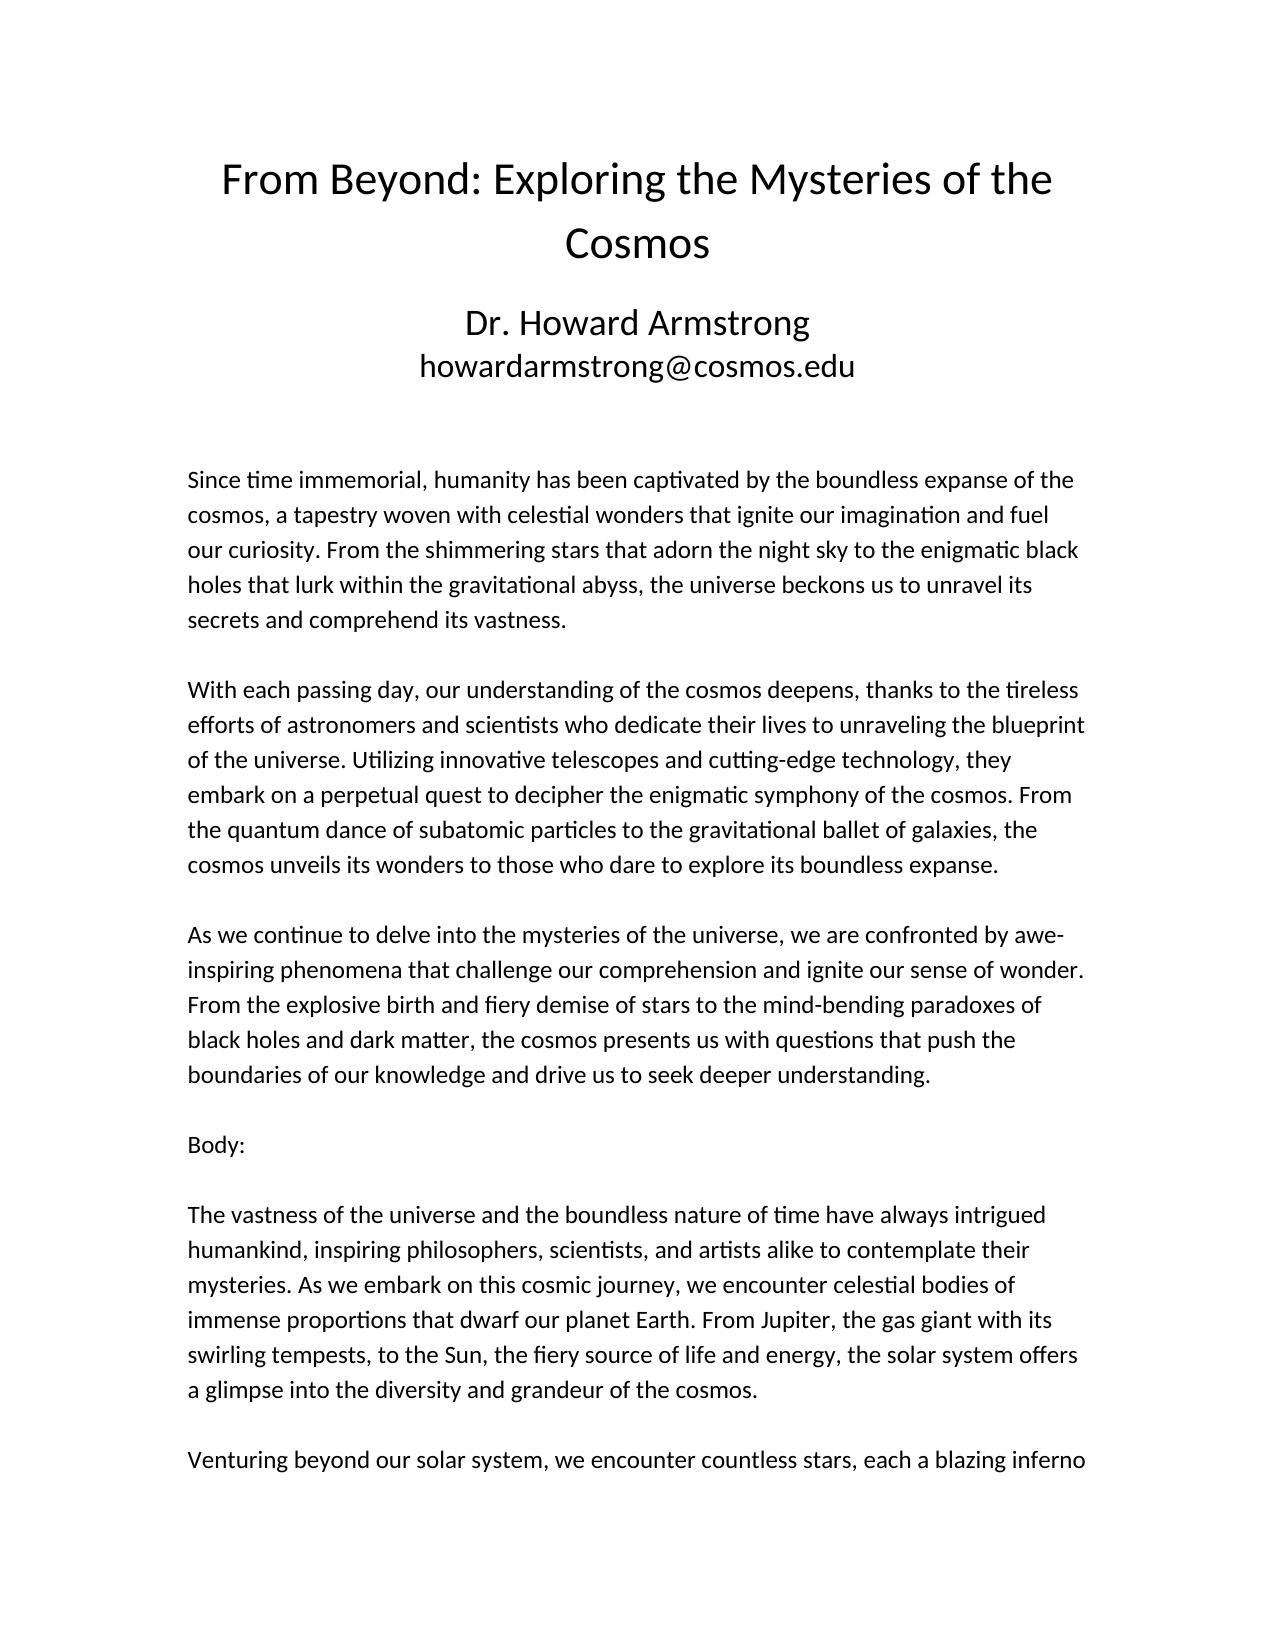 From Beyond: Exploring the Mysteries of the
Cosmos
Dr. Howard Armstrong
howardarmstrong@cosmos.edu
Since time immemorial, humanity has been captivated by the boundless expanse of the
cosmos, a tapestry woven with celestial wonders that ignite our imagination and fuel
our curiosity. From the shimmering stars that adorn the night sky to the enigmatic black
holes that lurk within the gravitational abyss, the universe beckons us to unravel its
secrets and comprehend its vastness.
With each passing day, our understanding of the cosmos deepens, thanks to the tireless
efforts of astronomers and scientists who dedicate their lives to unraveling the blueprint
of the universe. Utilizing innovative telescopes and cutting-edge technology, they
embark on a perpetual quest to decipher the enigmatic symphony of the cosmos. From
the quantum dance of subatomic particles to the gravitational ballet of galaxies, the
cosmos unveils its wonders to those who dare to explore its boundless expanse.
As we continue to delve into the mysteries of the universe, we are confronted by awe-
inspiring phenomena that challenge our comprehension and ignite our sense of wonder.
From the explosive birth and fiery demise of stars to the mind-bending paradoxes of
black holes and dark matter, the cosmos presents us with questions that push the
boundaries of our knowledge and drive us to seek deeper understanding.
Body:
The vastness of the universe and the boundless nature of time have always intrigued
humankind, inspiring philosophers, scientists, and artists alike to contemplate their
mysteries. As we embark on this cosmic journey, we encounter celestial bodies of
immense proportions that dwarf our planet Earth. From Jupiter, the gas giant with its
swirling tempests, to the Sun, the fiery source of life and energy, the solar system offers
a glimpse into the diversity and grandeur of the cosmos.
Venturing beyond our solar system, we encounter countless stars, each a blazing inferno